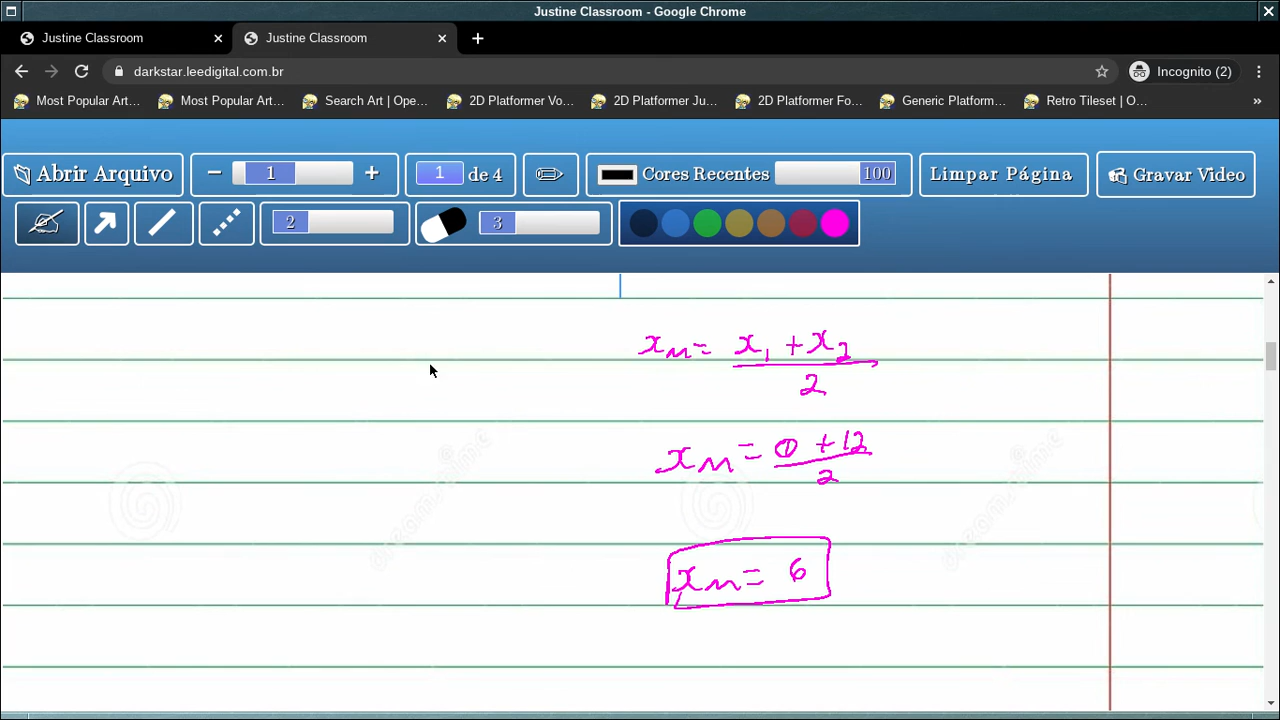 Justine Classroom - Google Chrome
Justine Classroom
Justine Classroom
darkstar.leedigital.com.br
Incognito (2)
Most Popular Art…
Most Popular Art…
Search Art | Ope…
2D Platformer Vo…
2D Platformer Ju…
2D Platformer Fo…
Generic Platform…
Retro Tileset | O…
Abrir Arquivo
− 1 +
1 de 4
Cores Recentes 100
Limpar Página
Gravar Video
2
3
xₘ = x₁ + x₂
2
xₘ = 0 + 12
2
xₘ = 6
dreamstime
dreamstime